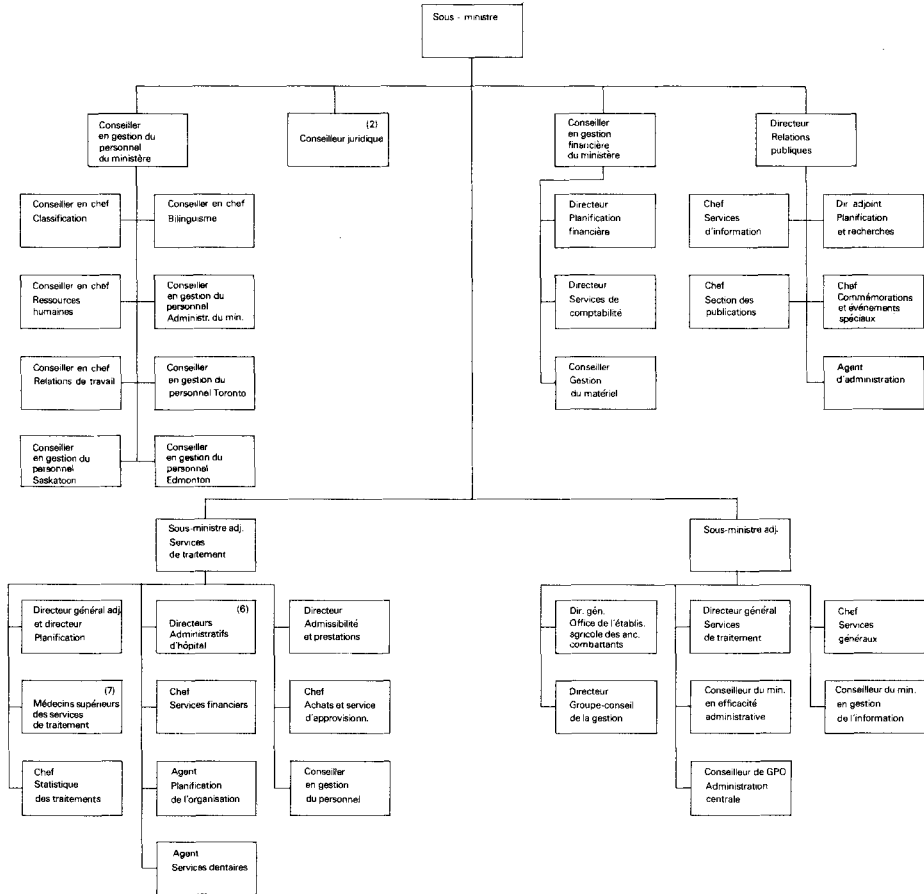 Sous - ministre
Conseiller
en gestion du
personnel
du ministère
(2)
Conseilleur juridique
Conseiller
en gestion
financière
du ministère
Directeur
Relations
publiques
Conseiller en chef
Classification
Conseiller en chef
Bilinguisme
Directeur
Planification
financière
Chef
Services
d'information
Dir. adjoint
Planification
et recherches
Conseiller en chef
Ressources
humaines
Conseiller
en gestion du
personnel
Administr. du min.
Directeur
Services de
comptabilité
Chef
Section des
publications
Chef
Commémorations
et événements
spéciaux
Conseiller en chef
Relations de travail
Conseiller
en gestion du
personnel Toronto
Conseiller
Gestion
du matériel
Agent
d'administration
Conseiller
en gestion du
personnel
Saskatoon
Conseiller
en gestion du
personnel
Edmonton
Sous-ministre adj.
Services
de traitement
Sous-ministre adj.
Directeur général adj.
et directeur
Planification
(6)
Directeurs
Administratifs
d'hôpital
Directeur
Admissibilité
et prestations
Dir. gén.
Office de l'établis.
agricole des anc.
combattants
Directeur général
Services
de traitement
Chef
Services
généraux
(7)
Médecins supérieurs
des services
de traitement
Chef
Services financiers
Chef
Achats et service
d'approvisionn.
Directeur
Groupe-conseil
de la gestion
Conseilleur du min.
en efficacité
administrative
Conseilleur du min.
en gestion
de l'information
Chef
Statistique
des traitements
Agent
Planification
de l'organisation
Conseiller
en gestion
du personnel
Conseilleur de GPO
Administration
centrale
Agent
Services dentaires